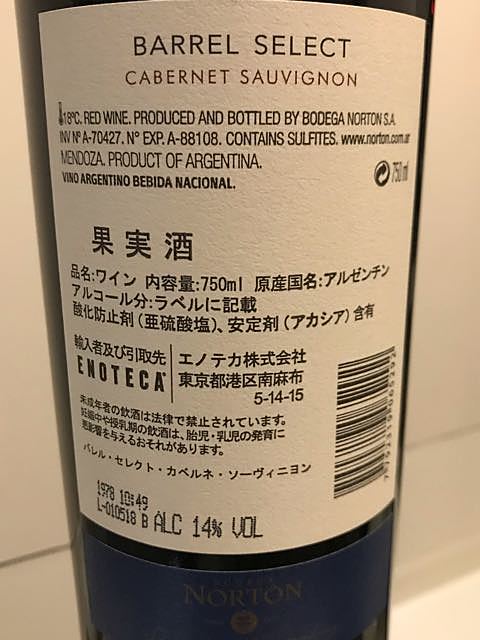 BARREL SELECT
CABERNET SAUVIGNON
18ºC. RED WINE. PRODUCED AND BOTTLED BY BODEGA NORTON S.A.
INV Nº A-70427. Nº EXP. A-88108. CONTAINS SULFITES. www.norton.com.ar
MENDOZA. PRODUCT OF ARGENTINA.
VINO ARGENTINO BEBIDA NACIONAL.
750 ml
果実酒
品名:ワイン 内容量:750ml 原産国名:アルゼンチン
アルコール分:ラベルに記載
酸化防止剤(亜硫酸塩)、安定剤(アカシア)含有
輸入者及び引取先
ENOTECA
エノテカ株式会社
東京都港区南麻布
5-14-15
未成年者の飲酒は法律で禁止されています。
妊娠中や授乳期の飲酒は、胎児・乳児の発育に
悪影響を与えるおそれがあります。
バレル・セレクト・カベルネ・ソーヴィニヨン
1978 10:49
L-010518 B ALC 14% VOL
BODEGA
NORTON